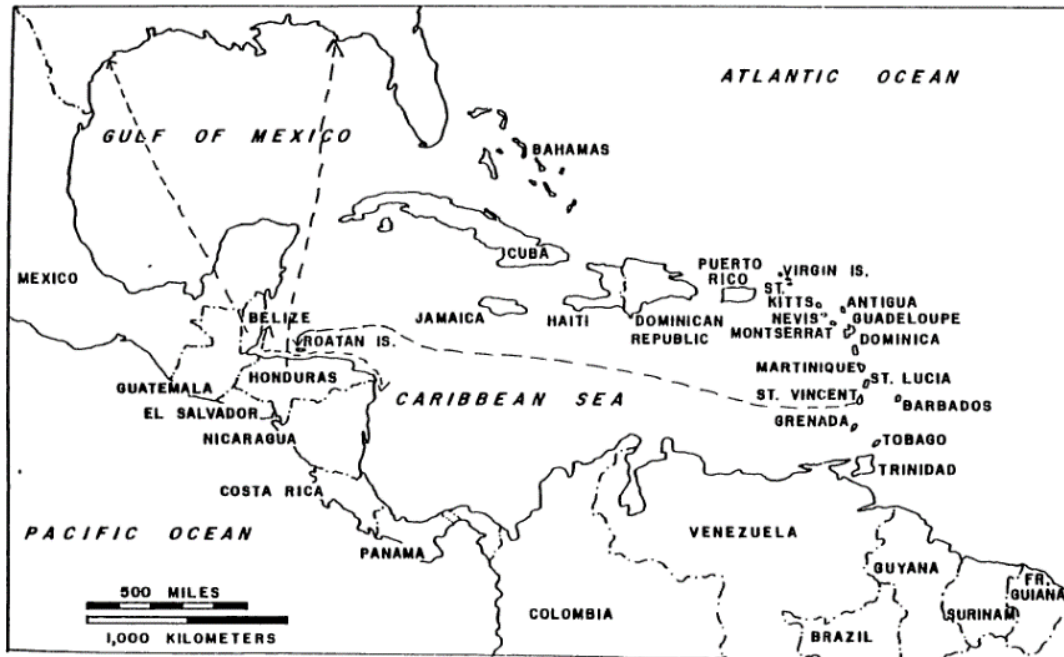 ATLANTIC OCEAN
GULF OF MEXICO
BAHAMAS
CUBA
MEXICO
PUERTO
RICO
VIRGIN IS.
ST.
KITTS
NEVIS
ANTIGUA
GUADELOUPE
MONTSERRAT
DOMINICA
BELIZE
JAMAICA
HAITI
DOMINICAN
REPUBLIC
ROATAN IS.
MARTINIQUE
ST. LUCIA
GUATEMALA
HONDURAS
CARIBBEAN SEA
ST. VINCENT
BARBADOS
EL SALVADOR
GRENADA
NICARAGUA
TOBAGO
TRINIDAD
COSTA RICA
PACIFIC OCEAN
PANAMA
VENEZUELA
GUYANA
FR.
GUIANA
500 MILES
COLOMBIA
SURINAM
1,000 KILOMETERS
BRAZIL